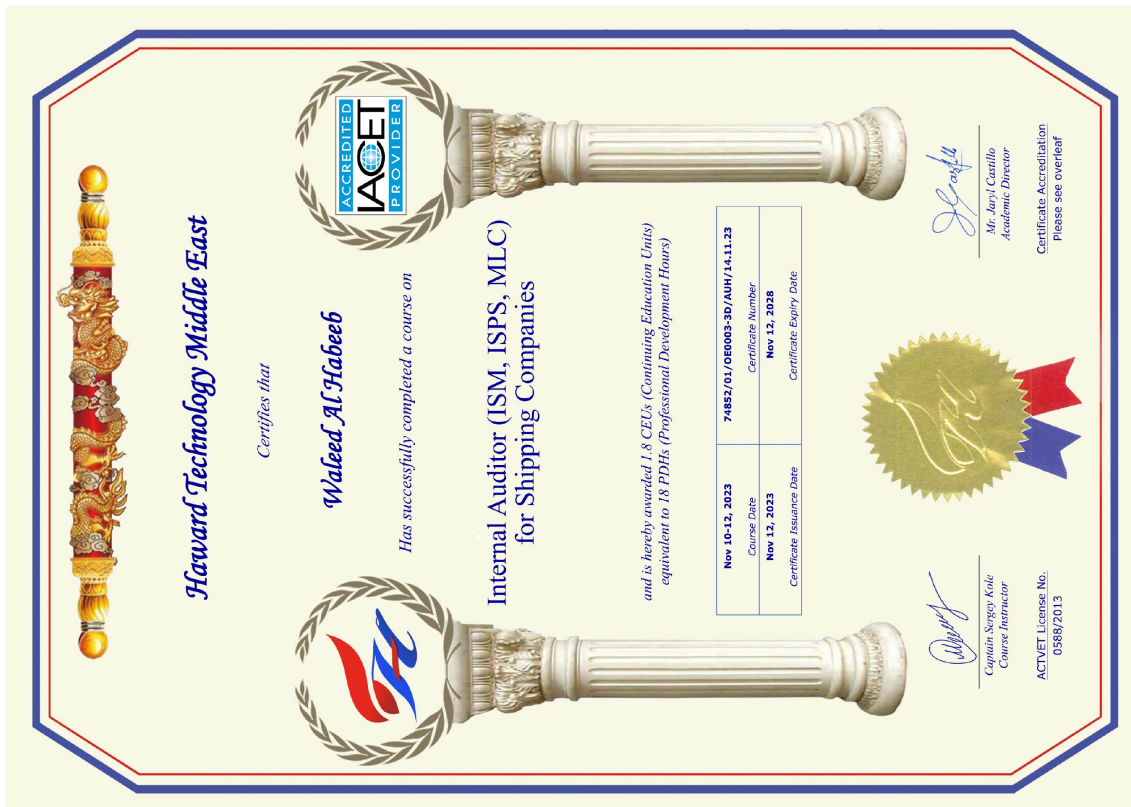 Haward Technology Middle East
Certifies that
Waleed Al Habeeb
Has successfully completed a course on
ACCREDITED
IACET
PROVIDER
Internal Auditor (ISM, ISPS, MLC)
for Shipping Companies
and is hereby awarded 1.8 CEUs (Continuing Education Units)
equivalent to 18 PDHs (Professional Development Hours)
Nov 10-12, 2023
Course Date
74852/01/OE0003-3D/AUH/14.11.23
Certificate Number
Nov 12, 2023
Certificate Issuance Date
Nov 12, 2028
Certificate Expiry Date
Captain Sergey Kole
Course Instructor
Mr. Jaryl Castillo
Academic Director
ACTVET License No.
0588/2013
Certificate Accreditation
Please see overleaf